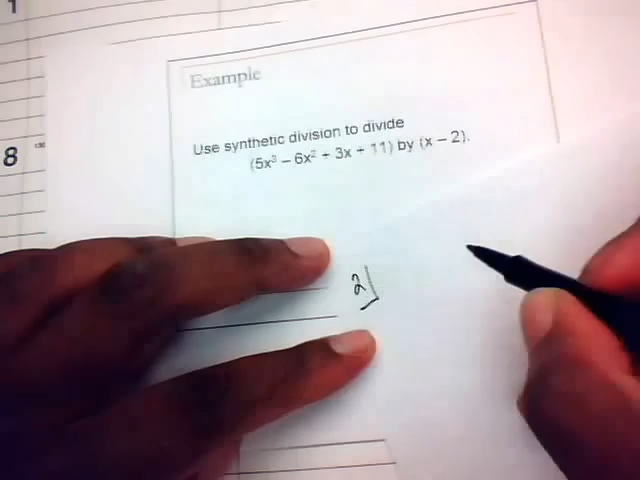 1
8
Example
Use synthetic division to divide
(5x³ – 6x² + 3x + 11) by (x – 2).
2